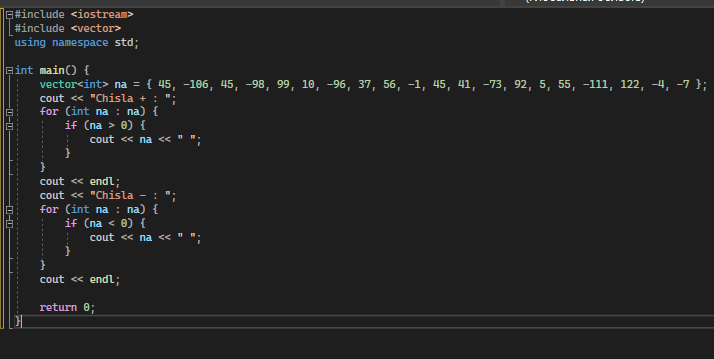 #include <iostream>
#include <vector>
using namespace std;

int main() {
    vector<int> na = { 45, -106, 45, -98, 99, 10, -96, 37, 56, -1, 45, 41, -73, 92, 5, 55, -111, 122, -4, -7 };
    cout << "Chisla + : ";
    for (int na : na) {
        if (na > 0) {
            cout << na << " ";
        }
    }
    cout << endl;
    cout << "Chisla - : ";
    for (int na : na) {
        if (na < 0) {
            cout << na << " ";
        }
    }
    cout << endl;

    return 0;
}